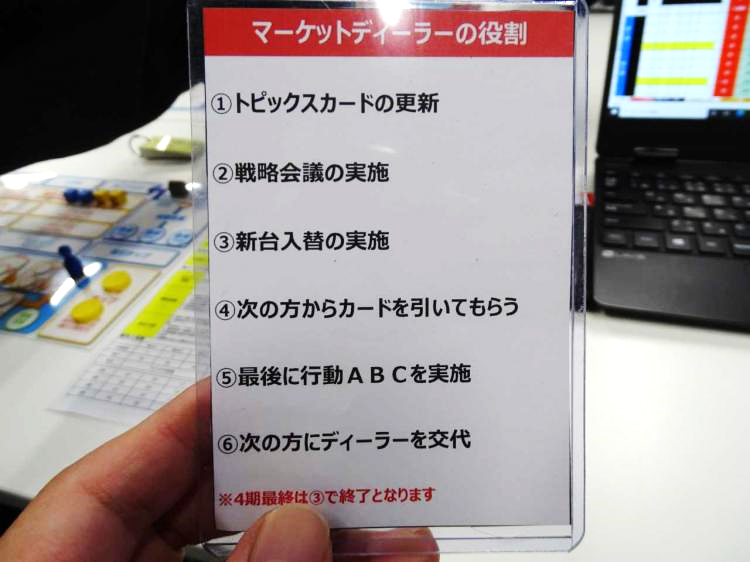 マーケットディーラーの役割
①トピックスカードの更新
②戦略会議の実施
③新台入替の実施
④次の方からカードを引いてもらう
⑤最後に行動ABCを実施
⑥次の方にディーラーを交代
※4期最終は③で終了となります